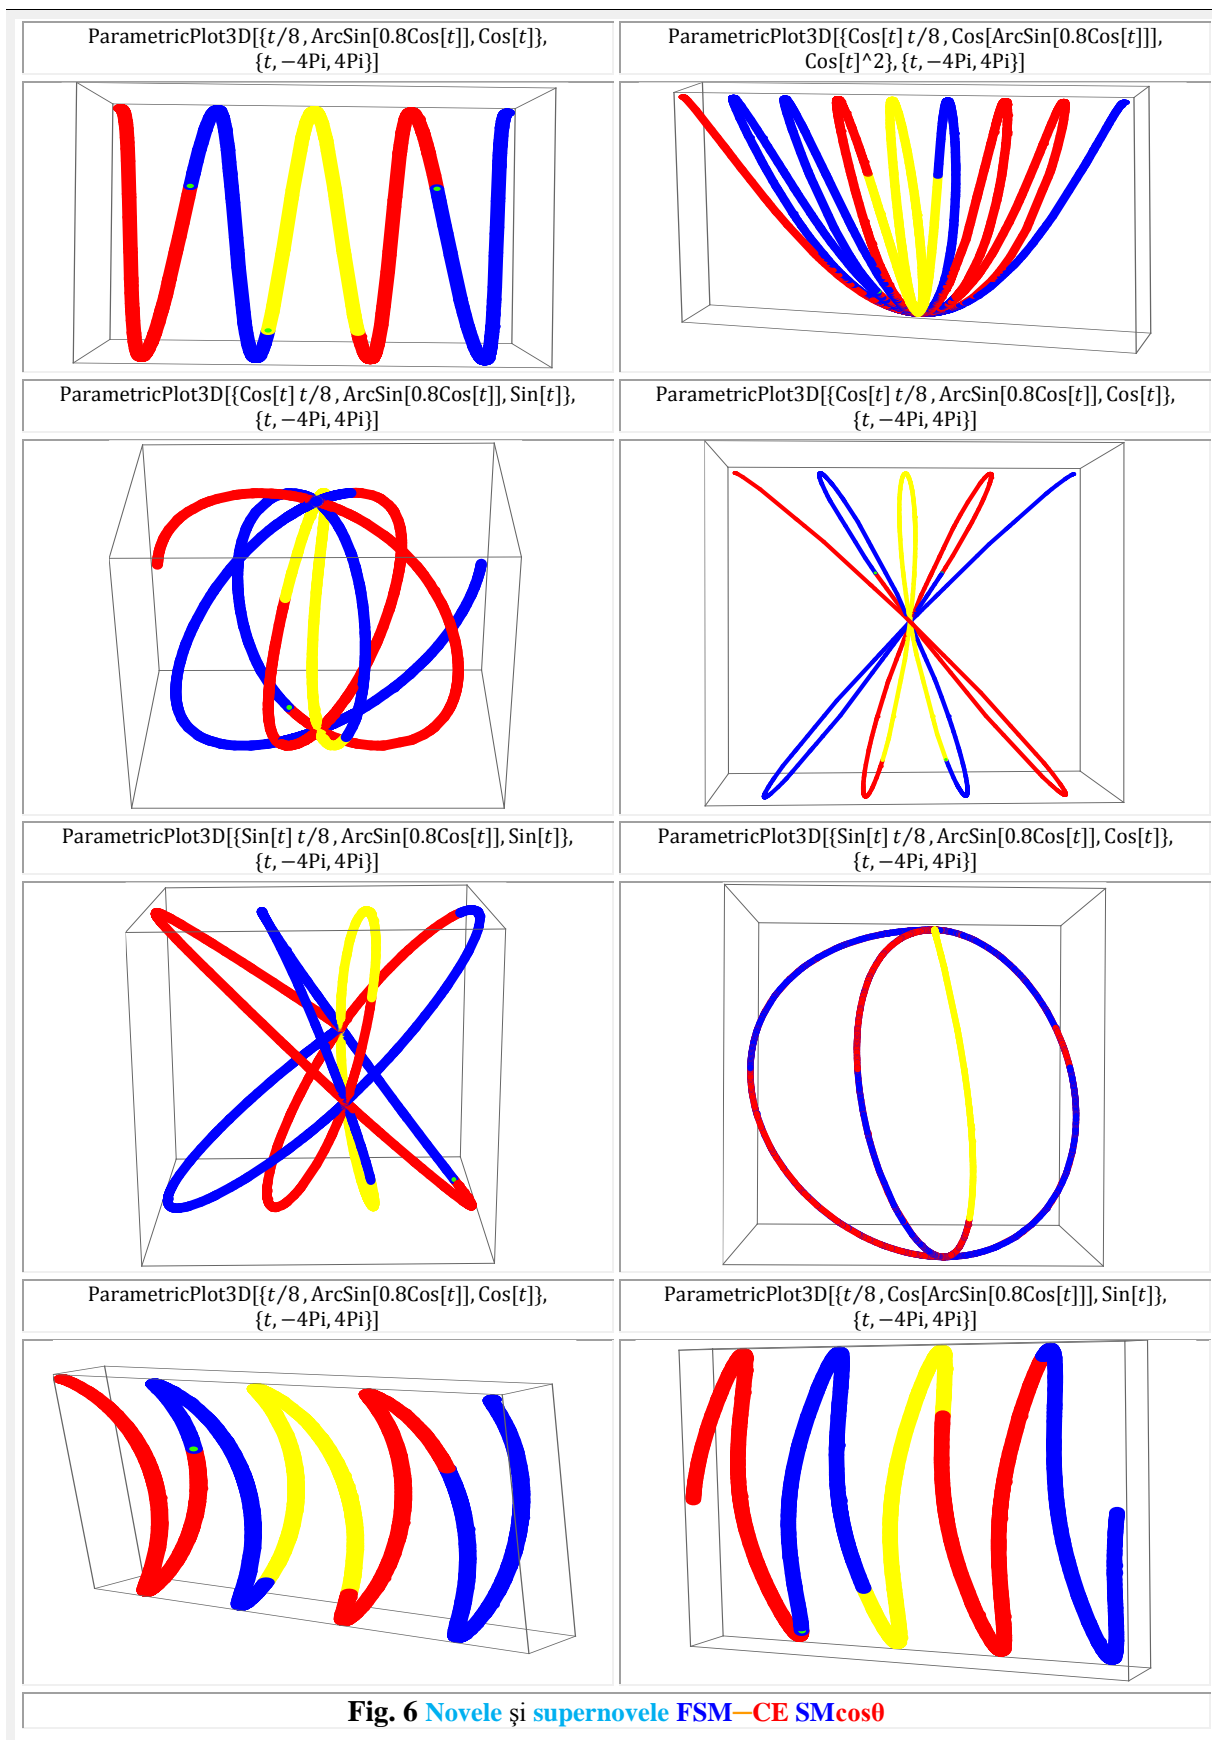 ParametricPlot3D[{t/8, ArcSin[0.8Cos[t]], Cos[t]},
{t, −4Pi, 4Pi}]
ParametricPlot3D[{Cos[t] t/8, Cos[ArcSin[0.8Cos[t]]],
Cos[t]^2}, {t, −4Pi, 4Pi}]
ParametricPlot3D[{Cos[t] t/8, ArcSin[0.8Cos[t]], Sin[t]},
{t, −4Pi, 4Pi}]
ParametricPlot3D[{Cos[t] t/8, ArcSin[0.8Cos[t]], Cos[t]},
{t, −4Pi, 4Pi}]
ParametricPlot3D[{Sin[t] t/8, ArcSin[0.8Cos[t]], Sin[t]},
{t, −4Pi, 4Pi}]
ParametricPlot3D[{Sin[t] t/8, ArcSin[0.8Cos[t]], Cos[t]},
{t, −4Pi, 4Pi}]
ParametricPlot3D[{t/8, ArcSin[0.8Cos[t]], Cos[t]},
{t, −4Pi, 4Pi}]
ParametricPlot3D[{t/8, Cos[ArcSin[0.8Cos[t]]], Sin[t]},
{t, −4Pi, 4Pi}]
Fig. 6 Novele şi supernovele FSM—CE SMcosθ